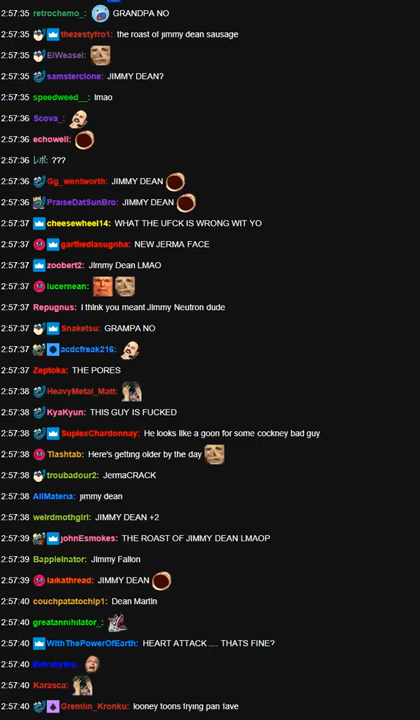 2:57:35 retrochemo_: GRANDPA NO
2:57:35 thezestyfro1: the roast of jimmy dean sausage
2:57:35 ElWeasel:
2:57:35 samsterclone: JIMMY DEAN?
2:57:35 speedweed__: lmao
2:57:36 Scova_:
2:57:36 echowell:
2:57:36 レボ: ???
2:57:36 Gg_wentworth: JIMMY DEAN
2:57:36 PraiseDatSunBro: JIMMY DEAN
2:57:37 cheesewheel14: WHAT THE UFCK IS WRONG WIT YO
2:57:37 garfliedlasugnha: NEW JERMA FACE
2:57:37 zoobert2: Jimmy Dean LMAO
2:57:37 lucernean:
2:57:37 Repugnus: I think you meant Jimmy Neutron dude
2:57:37 Snaketsu: GRAMPA NO
2:57:37 acdcfreak216:
2:57:37 Zeptoka: THE PORES
2:57:38 HeavyMetal_Matt:
2:57:38 KyaKyun: THIS GUY IS FUCKED
2:57:38 SuplexChardonnay: He looks like a goon for some cockney bad guy
2:57:38 Tlashtab: Here's getting older by the day
2:57:38 troubadour2: JermaCRACK
2:57:38 AllMateria: jimmy dean
2:57:38 weirdmothgirl: JIMMY DEAN +2
2:57:39 johnEsmokes: THE ROAST OF JIMMY DEAN LMAOP
2:57:39 Bappleinator: Jimmy Fallon
2:57:39 laikathread: JIMMY DEAN
2:57:40 couchpatatochip1: Dean Martin
2:57:40 greatannihilator_:
2:57:40 WithThePowerOfEarth: HEART ATTACK .... THATS FINE?
2:57:40 Extrabytes:
2:57:40 Karasca:
2:57:40 Gremlin_Kronku: looney toons frying pan fave